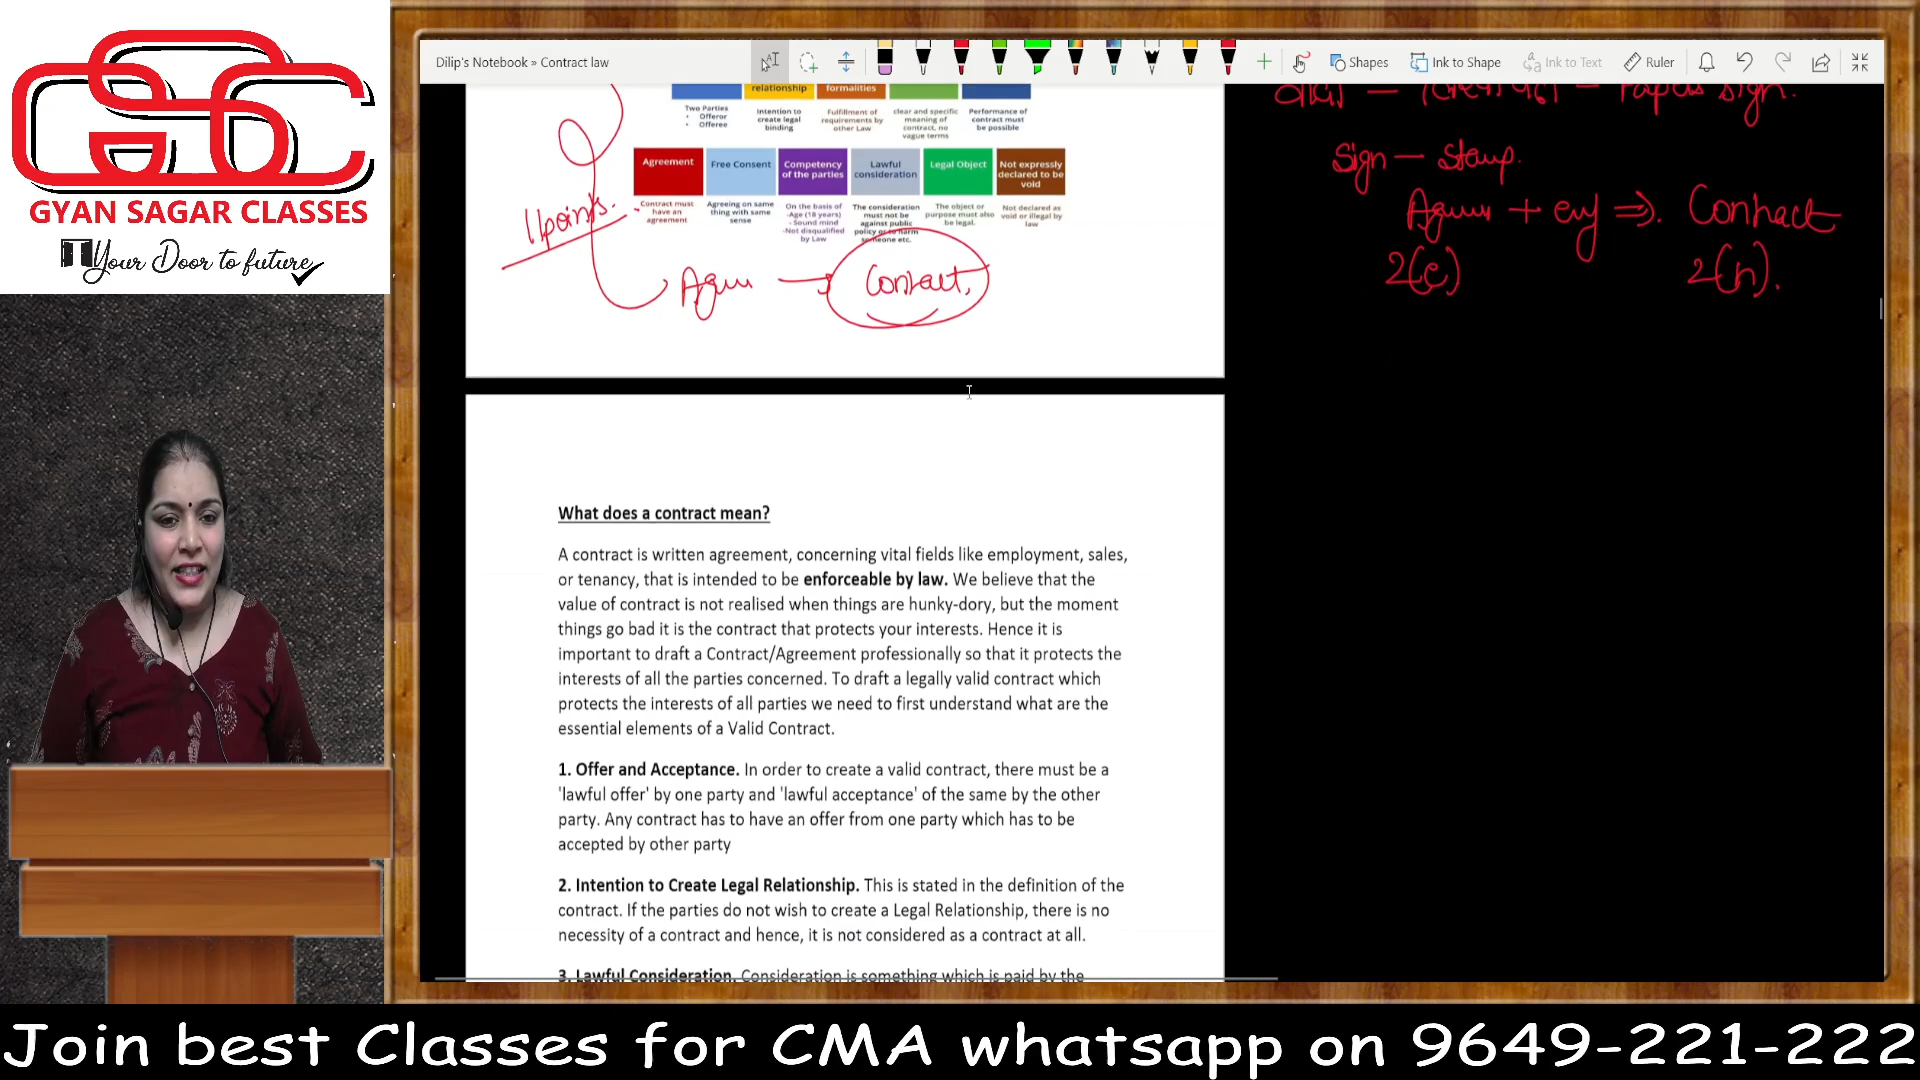 GYAN SAGAR CLASSES
Your Door to future
Dilip's Notebook » Contract law
Shapes
Ink to Shape
Ink to Text
Ruler
relationship
formalities
Two Parties
• Offeror
• Offeree
Intention to
create legal
binding
Fulfillment of
requirements by
other Law
clear and specific
meaning of
contract, no
vague terms
Performance of
contract must
be possible
Agreement
Free Consent
Competency
of the parties
Lawful
consideration
Legal Object
Not expressly
declared to be
void
Contract must
have an
agreement
Agreeing on same
thing with same
sense
On the basis of
-Age (18 years)
- Sound mind
-Not disqualified
by Law
The consideration
must not be
against public
policy or to harm
someone etc.
The object or
purpose must also
be legal.
Not declared as
void or illegal by
law
11 points.
Contract,
Sign — Stamp.
+ ⇒ Contract
2(e) 2(h).
What does a contract mean?
A contract is written agreement, concerning vital fields like employment, sales,
or tenancy, that is intended to be enforceable by law. We believe that the
value of contract is not realised when things are hunky-dory, but the moment
things go bad it is the contract that protects your interests. Hence it is
important to draft a Contract/Agreement professionally so that it protects the
interests of all the parties concerned. To draft a legally valid contract which
protects the interests of all parties we need to first understand what are the
essential elements of a Valid Contract.
1. Offer and Acceptance. In order to create a valid contract, there must be a
'lawful offer' by one party and 'lawful acceptance' of the same by the other
party. Any contract has to have an offer from one party which has to be
accepted by other party
2. Intention to Create Legal Relationship. This is stated in the definition of the
contract. If the parties do not wish to create a Legal Relationship, there is no
necessity of a contract and hence, it is not considered as a contract at all.
3. Lawful Consideration. Consideration is something which is paid by the
Join best Classes for CMA whatsapp on 9649-221-222